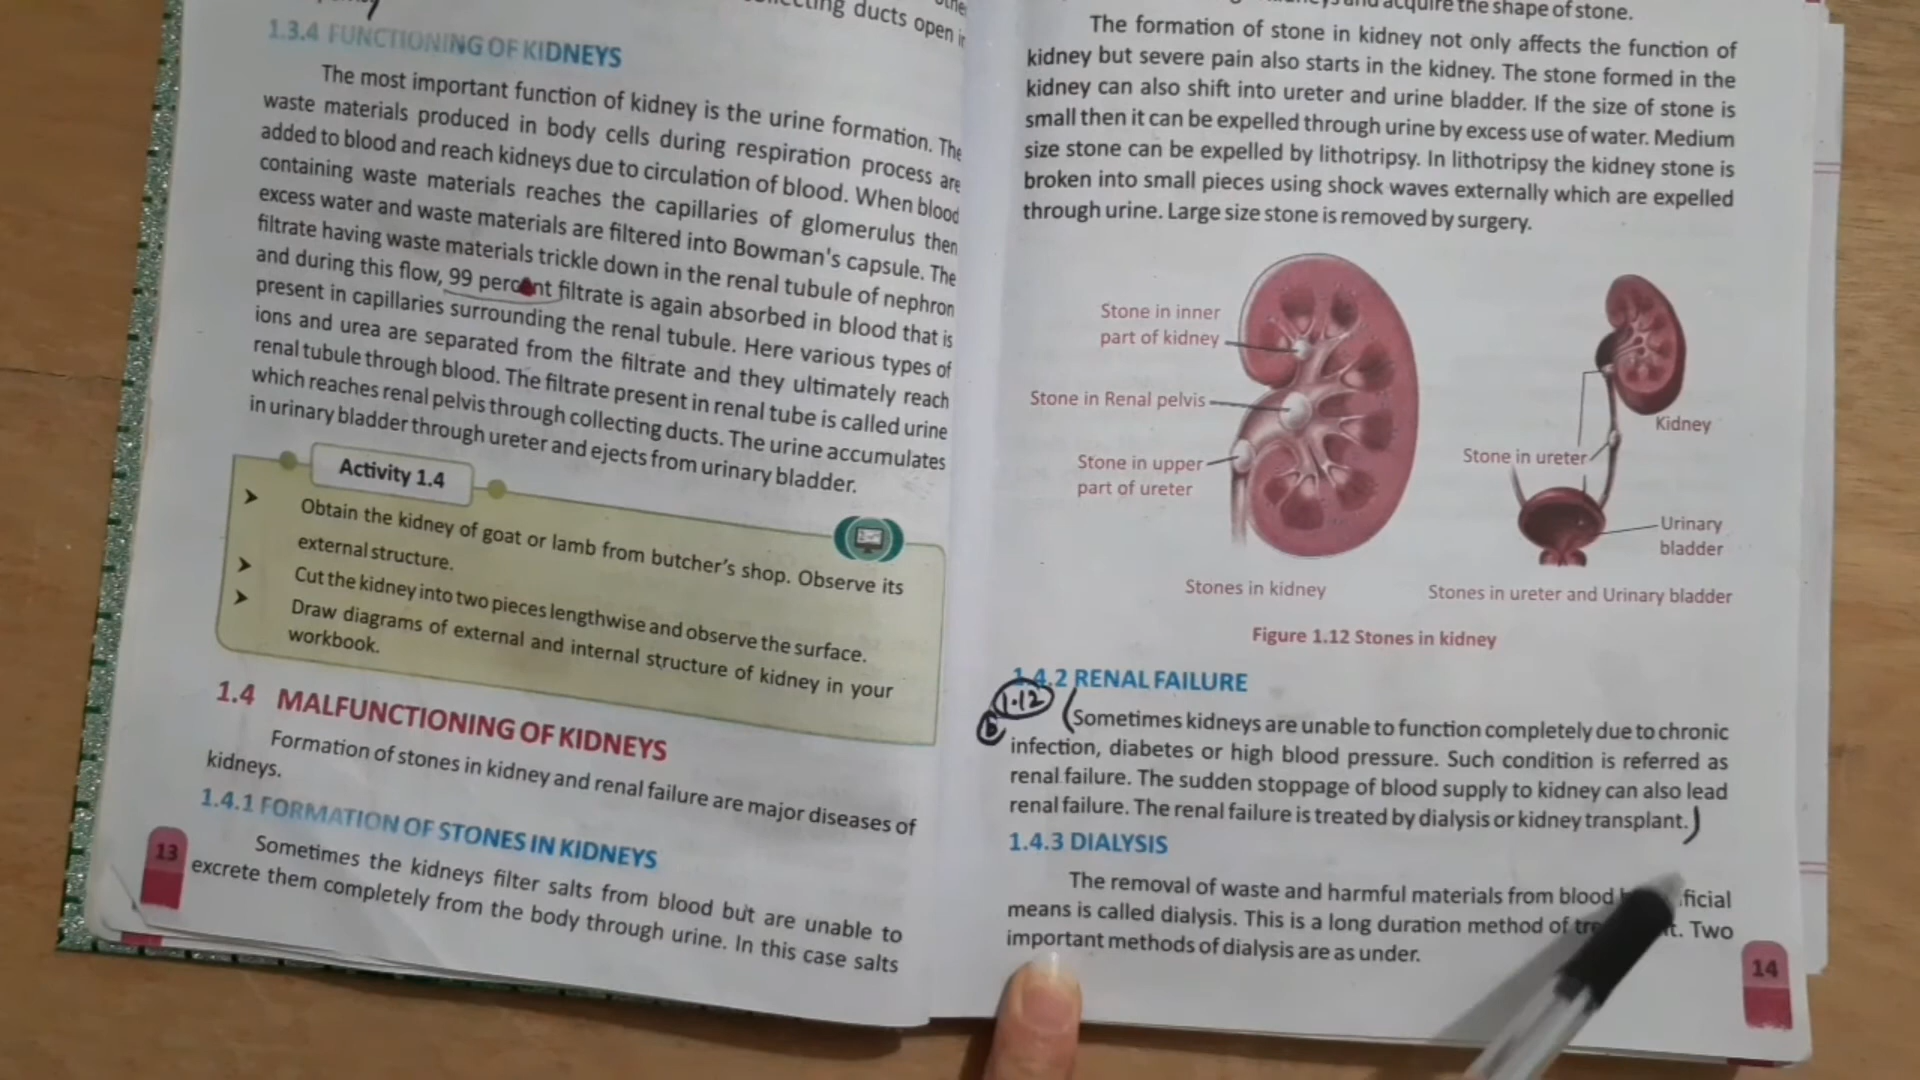 ducts open
1.3.4 FUNCTIONING OF KIDNEYS
The most important function of kidney is the urine formation. The
waste materials produced in body cells during respiration process are
added to blood and reach kidneys due to circulation of blood. When blood
containing waste materials reaches the capillaries of glomerulus then
excess water and waste materials are filtered into Bowman's capsule. The
filtrate having waste materials trickle down in the renal tubule of nephron
and during this flow, 99 percent filtrate is again absorbed in blood that is
present in capillaries surrounding the renal tubule. Here various types of
ions and urea are separated from the filtrate and they ultimately reach
renal tubule through blood. The filtrate present in renal tube is called urine
which reaches renal pelvis through collecting ducts. The urine accumulates
in urinary bladder through ureter and ejects from urinary bladder.
Activity 1.4
Obtain the kidney of goat or lamb from butcher's shop. Observe its
external structure.
Cut the kidney into two pieces lengthwise and observe the surface.
Draw diagrams of external and internal structure of kidney in your
workbook.
1.4 MALFUNCTIONING OF KIDNEYS
Formation of stones in kidney and renal failure are major diseases of
kidneys.
1.4.1 FORMATION OF STONES IN KIDNEYS
Sometimes the kidneys filter salts from blood but are unable to
excrete them completely from the body through urine. In this case salts
13
and acquire the shape of stone.
The formation of stone in kidney not only affects the function of
kidney but severe pain also starts in the kidney. The stone formed in the
kidney can also shift into ureter and urine bladder. If the size of stone is
small then it can be expelled through urine by excess use of water. Medium
size stone can be expelled by lithotripsy. In lithotripsy the kidney stone is
broken into small pieces using shock waves externally which are expelled
through urine. Large size stone is removed by surgery.
Stone in inner
part of kidney
Stone in Renal pelvis
Stone in upper
part of ureter
Stones in kidney
Kidney
Stone in ureter
Urinary
bladder
Stones in ureter and Urinary bladder
Figure 1.12 Stones in kidney
1.4.2 RENAL FAILURE
1.12
Sometimes kidneys are unable to function completely due to chronic
infection, diabetes or high blood pressure. Such condition is referred as
renal failure. The sudden stoppage of blood supply to kidney can also lead
renal failure. The renal failure is treated by dialysis or kidney transplant.
1.4.3 DIALYSIS
The removal of waste and harmful materials from blood
means is called dialysis. This is a long duration method of Two
important methods of dialysis are as under.
14